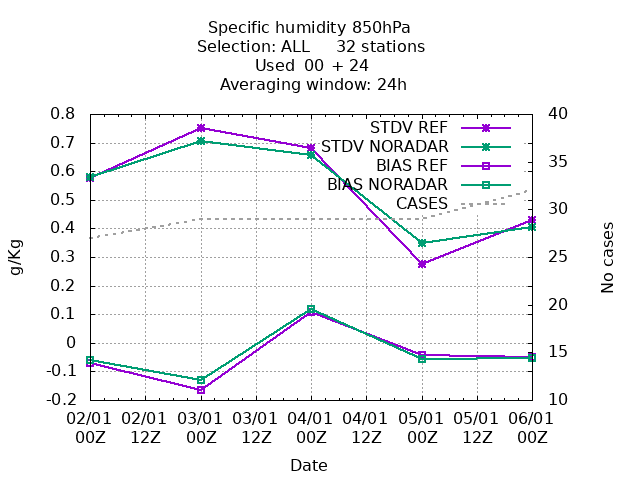 Specific humidity 850hPa
Selection: ALL 32 stations
Used 00 + 24
Averaging window: 24h
STDV REF
STDV NORADAR
BIAS REF
BIAS NORADAR
CASES
0.8
0.7
0.6
0.5
0.4
0.3
0.2
0.1
0
-0.1
-0.2
g/Kg
40
35
30
25
20
15
10
No cases
02/01 02/01 03/01 03/01 04/01 04/01 05/01 05/01 06/01
00Z 12Z 00Z 12Z 00Z 12Z 00Z 12Z 00Z
Date